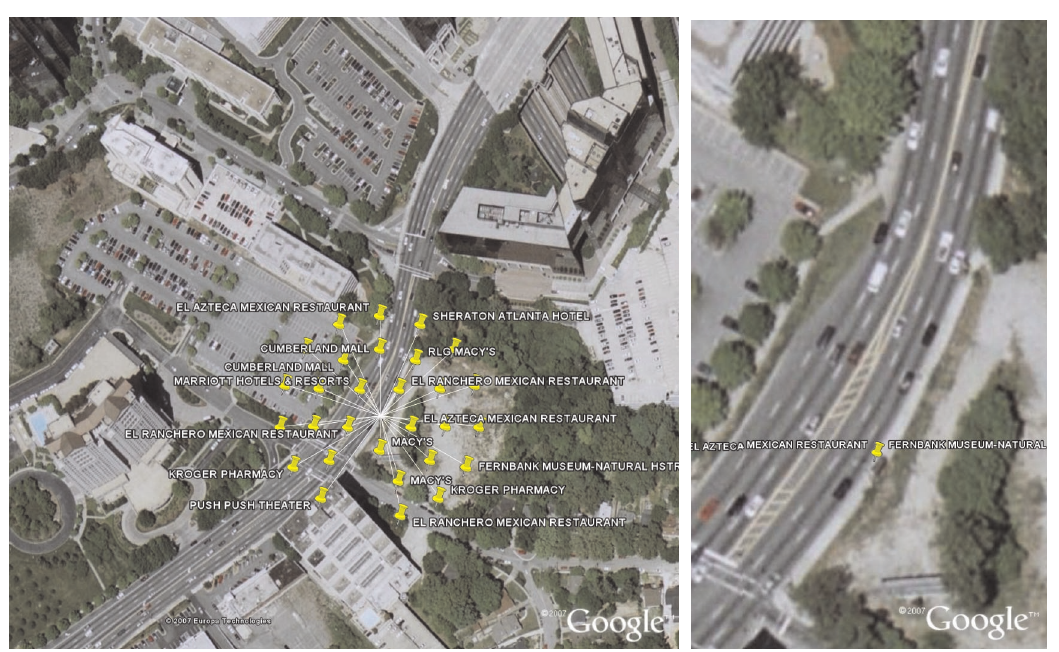 EL AZTECA MEXICAN RESTAURANT
SHERATON ATLANTA HOTEL
CUMBERLAND MALL
RLG MACY'S
CUMBERLAND MALL
MARRIOTT HOTELS & RESORTS
EL RANCHERO MEXICAN RESTAURANT
EL AZTECA MEXICAN RESTAURANT
EL RANCHERO MEXICAN RESTAURANT
MACY'S
FERNBANK MUSEUM-NATURAL HSTR
KROGER PHARMACY
MACY'S
KROGER PHARMACY
PUSH PUSH THEATER
EL RANCHERO MEXICAN RESTAURANT
© 2007 Europa Technologies
©2007 Google™
EL AZTECA MEXICAN RESTAURANT
FERNBANK MUSEUM-NATURAL
©2007 Google™